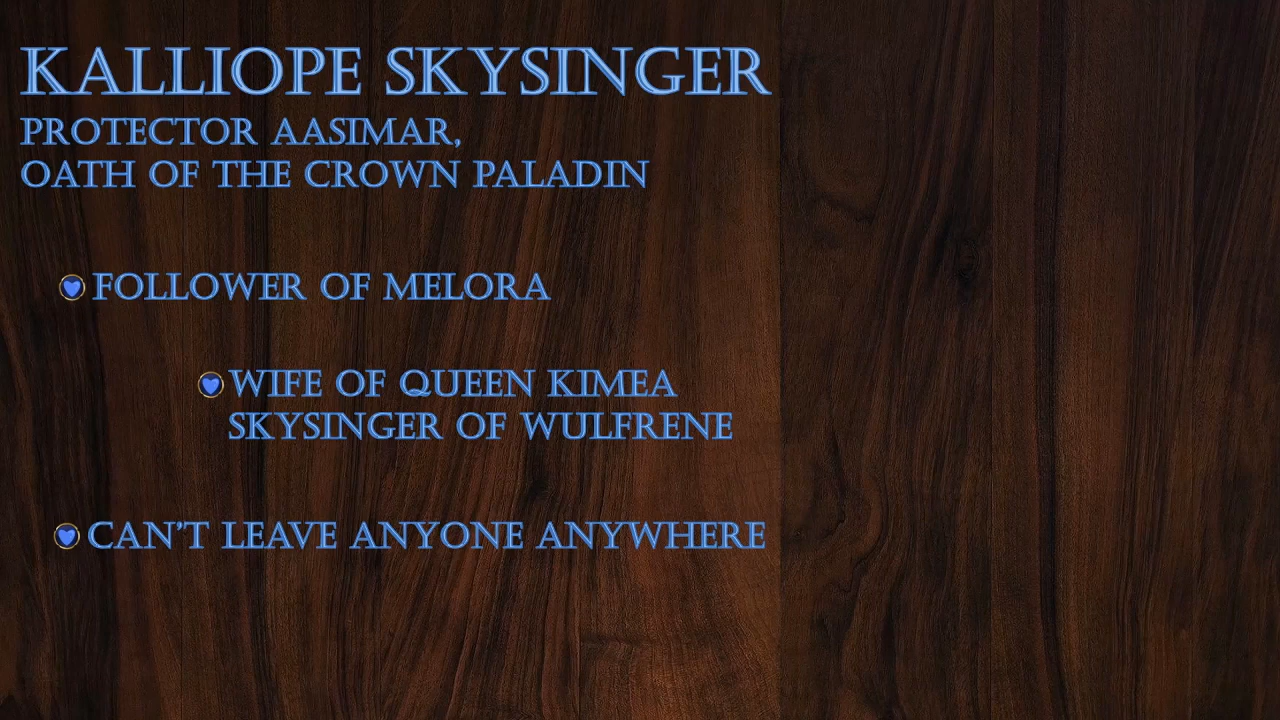 KALLIOPE SKYSINGER
PROTECTOR AASIMAR,
OATH OF THE CROWN PALADIN
FOLLOWER OF MELORA
WIFE OF QUEEN KIMEA
SKYSINGER OF WULFRENE
CAN'T LEAVE ANYONE ANYWHERE